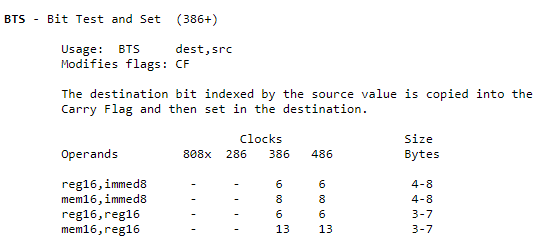 BTS - Bit Test and Set  (386+)
Usage:  BTS     dest,src
Modifies flags: CF
The destination bit indexed by the source value is copied into the
Carry Flag and then set in the destination.
Clocks                 Size
Operands         808x  286   386   486             Bytes
reg16,immed8      -     -     6     6              4-8
mem16,immed8      -     -     8     8              4-8
reg16,reg16       -     -     6     6              3-7
mem16,reg16       -     -     13    13             3-7